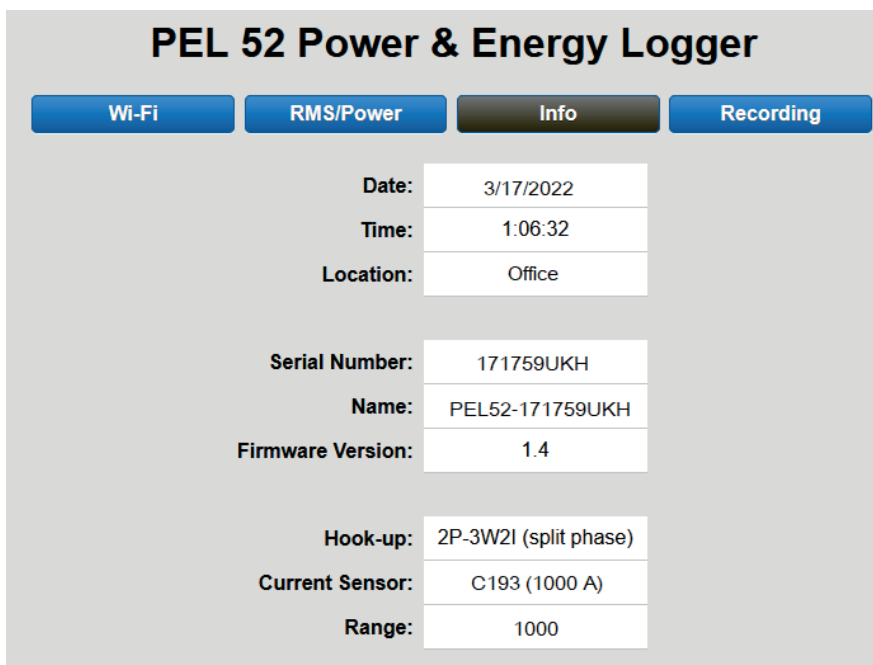 PEL 52 Power & Energy Logger
Wi-Fi RMS/Power Info Recording
Date: 3/17/2022
Time: 1:06:32
Location: Office
Serial Number: 171759UKH
Name: PEL52-171759UKH
Firmware Version: 1.4
Hook-up: 2P-3W2I (split phase)
Current Sensor: C193 (1000 A)
Range: 1000